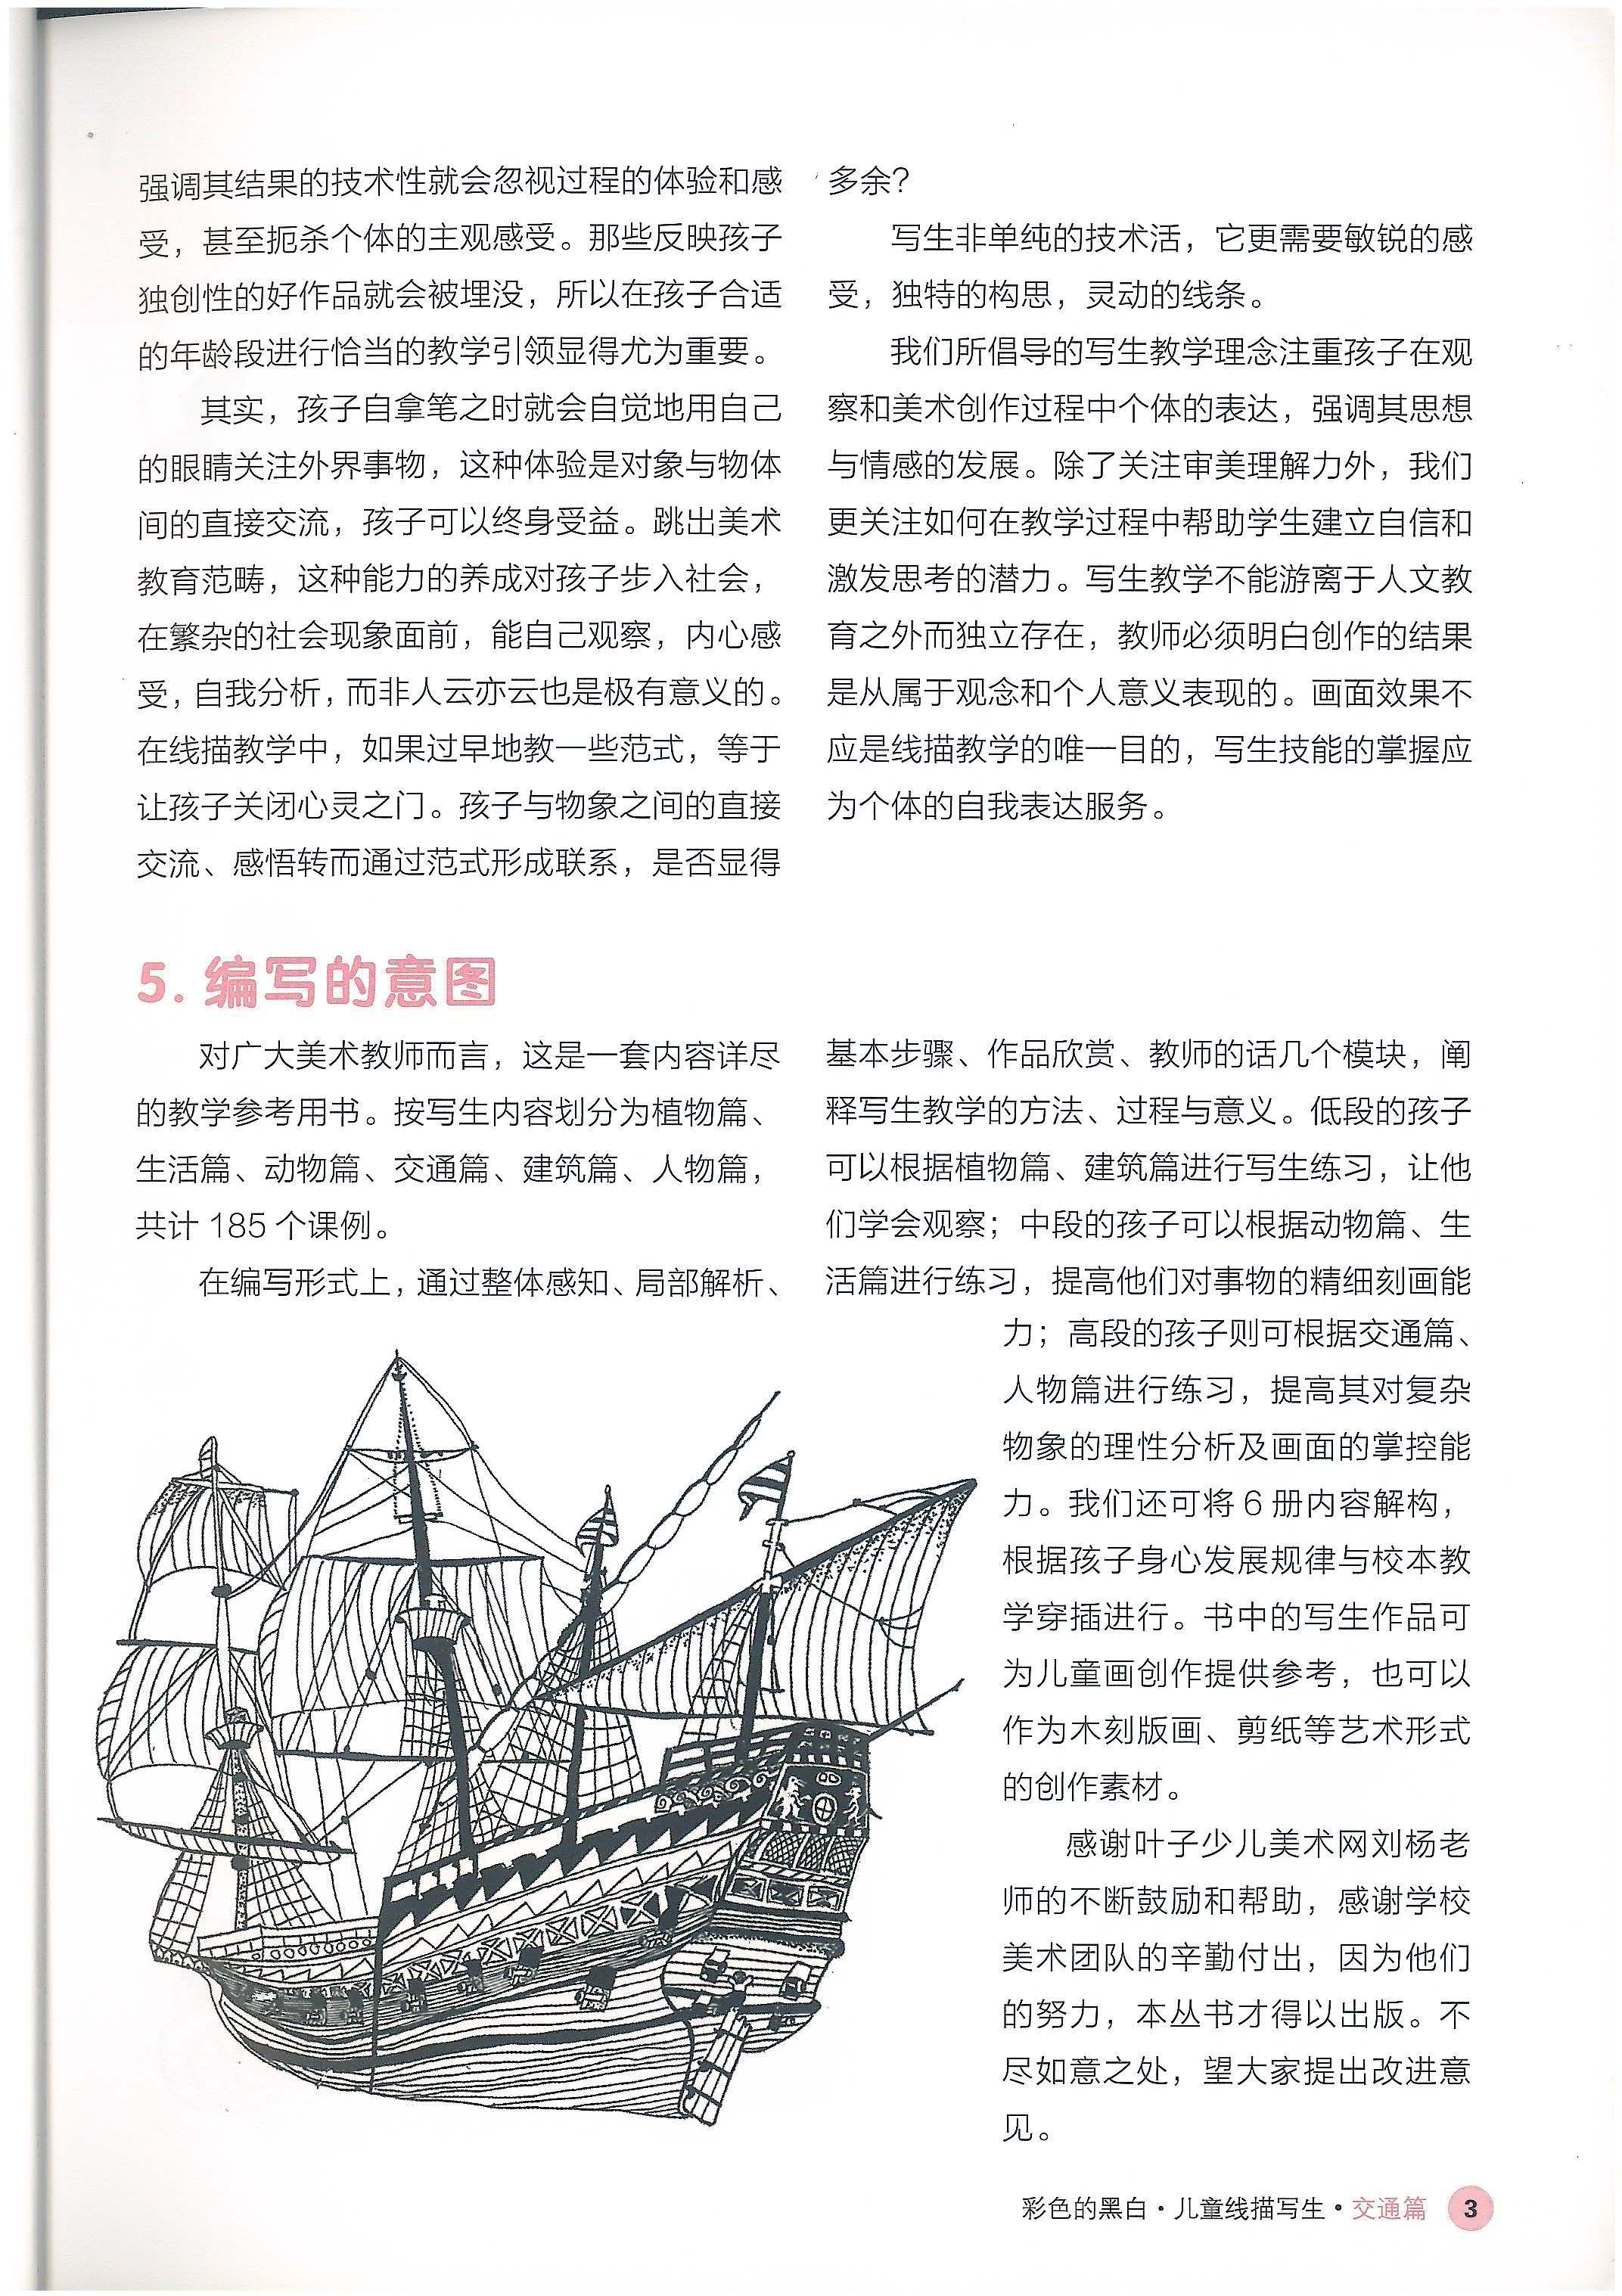 强调其结果的技术性就会忽视过程的体验和感
受，甚至扼杀个体的主观感受。那些反映孩子
独创性的好作品就会被埋没，所以在孩子合适
的年龄段进行恰当的教学引领显得尤为重要。
其实，孩子自拿笔之时就会自觉地用自己
的眼睛关注外界事物，这种体验是对象与物体
间的直接交流，孩子可以终身受益。跳出美术
教育范畴，这种能力的养成对孩子步入社会，
在繁杂的社会现象面前，能自己观察，内心感
受，自我分析，而非人云亦云也是极有意义的。
在线描教学中，如果过早地教一些范式，等于
让孩子关闭心灵之门。孩子与物象之间的直接
交流、感悟转而通过范式形成联系，是否显得
多余？
写生非单纯的技术活，它更需要敏锐的感
受，独特的构思，灵动的线条。
我们所倡导的写生教学理念注重孩子在观
察和美术创作过程中个体的表达，强调其思想
与情感的发展。除了关注审美理解力外，我们
更关注如何在教学过程中帮助学生建立自信和
激发思考的潜力。写生教学不能游离于人文教
育之外而独立存在，教师必须明白创作的结果
是从属于观念和个人意义表现的。画面效果不
应是线描教学的唯一目的，写生技能的掌握应
为个体的自我表达服务。
5. 编写的意图
对广大美术教师而言，这是一套内容详尽
的教学参考用书。按写生内容划分为植物篇、
生活篇、动物篇、交通篇、建筑篇、人物篇，
共计 185 个课例。
在编写形式上，通过整体感知、局部解析、
基本步骤、作品欣赏、教师的话几个模块，阐
释写生教学的方法、过程与意义。低段的孩子
可以根据植物篇、建筑篇进行写生练习，让他
们学会观察；中段的孩子可以根据动物篇、生
活篇进行练习，提高他们对事物的精细刻画能
力；高段的孩子则可根据交通篇、
人物篇进行练习，提高其对复杂
物象的理性分析及画面的掌控能
力。我们还可将 6 册内容解构，
根据孩子身心发展规律与校本教
学穿插进行。书中的写生作品可
为儿童画创作提供参考，也可以
作为木刻版画、剪纸等艺术形式
的创作素材。
感谢叶子少儿美术网刘杨老
师的不断鼓励和帮助，感谢学校
美术团队的辛勤付出，因为他们
的努力，本丛书才得以出版。不
尽如意之处，望大家提出改进意
见。
彩色的黑白·儿童线描写生·交通篇 3